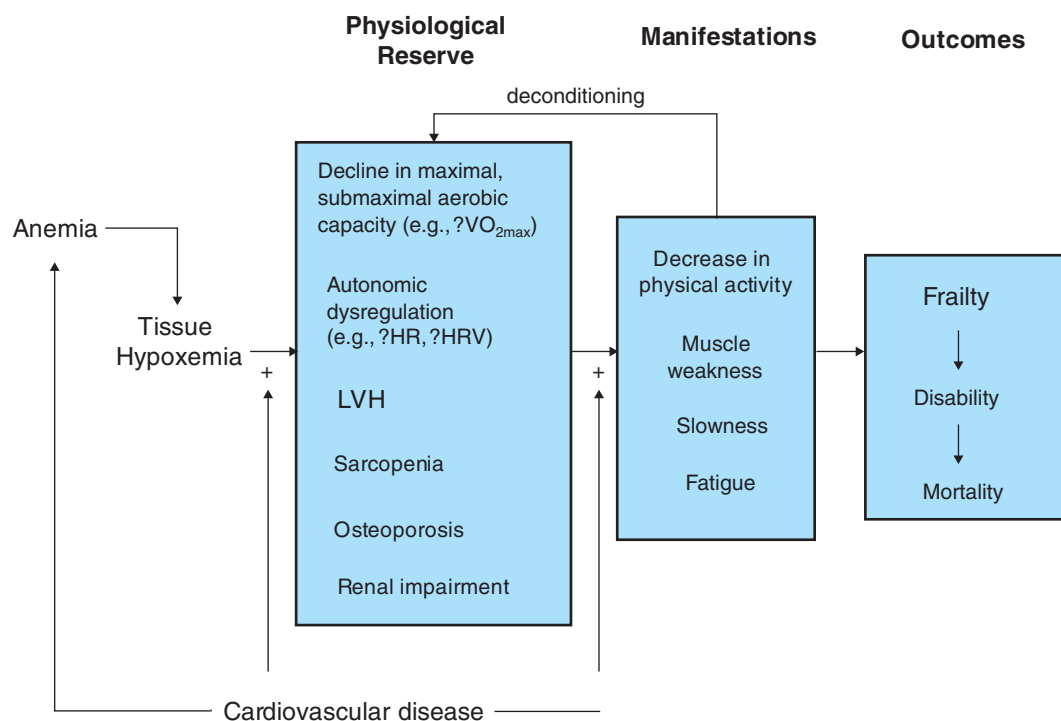 Physiological
Reserve
Manifestations
Outcomes
deconditioning
Anemia
Tissue
Hypoxemia
+
Decline in maximal,
submaximal aerobic
capacity (e.g., ?VO2max)
Autonomic
dysregulation
(e.g., ?HR, ?HRV)
LVH
Sarcopenia
Osteoporosis
Renal impairment
+
Decrease in
physical activity
Muscle
weakness
Slowness
Fatigue
Frailty
Disability
Mortality
Cardiovascular disease